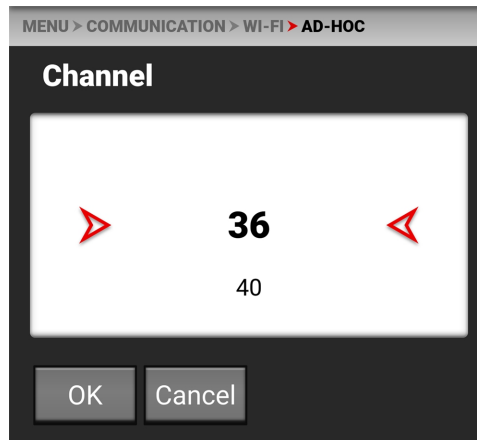 MENU > COMMUNICATION > WI-FI > AD-HOC
Channel
36
40
OK Cancel